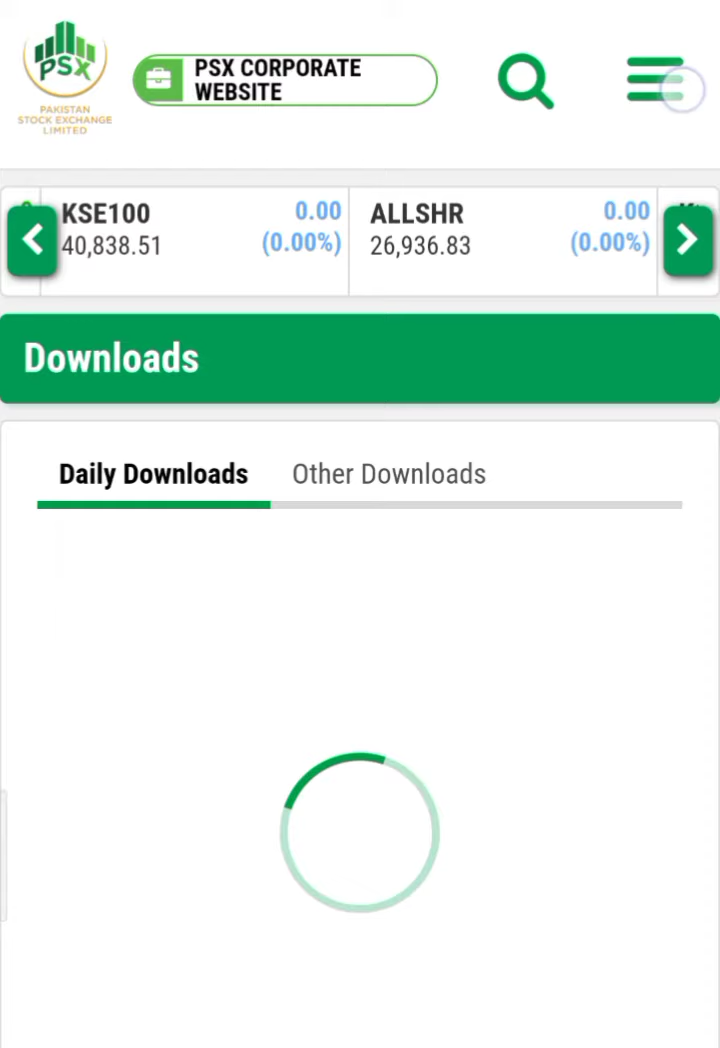 PSX
PAKISTAN
STOCK EXCHANGE
LIMITED
PSX CORPORATE
WEBSITE
KSE100 0.00
40,838.51 (0.00%)
ALLSHR 0.00
26,936.83 (0.00%)
Downloads
Daily Downloads Other Downloads